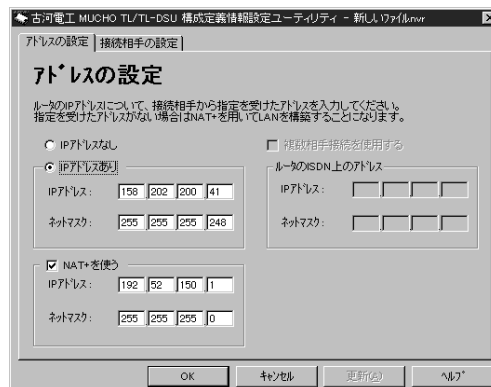 古河電工 MUCHO TL/TL-DSU 構成定義情報設定ユーティリティ - 新しいファイル.nvr
アドレスの設定 接続相手の設定
アドレスの設定
ルータのIPアドレスについて、接続相手から指定を受けたアドレスを入力してください。
指定を受けたアドレスがない場合はNAT+を用いてLANを構築することになります。
IPアドレスなし 複数相手接続を使用する
IPアドレスあり ルータのISDN上のアドレス
IPアドレス: 158 202 200 41 IPアドレス:
ネットマスク: 255 255 255 248 ネットマスク:
NAT+を使う
IPアドレス: 192 52 150 1
ネットマスク: 255 255 255 0
OK キャンセル 更新(A) ヘルプ